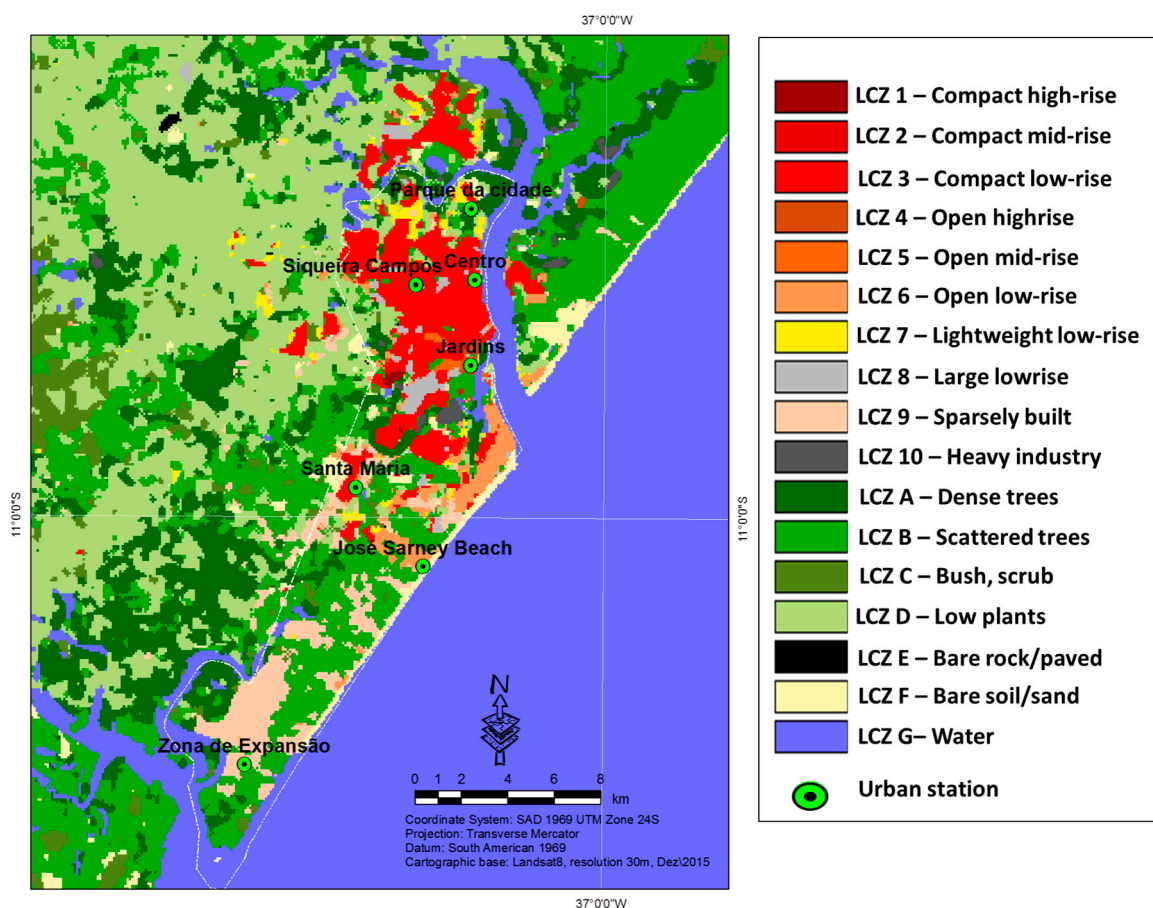 37°0'0"W
Parque da cidade
Siqueira Campos
Centro
Jardins
Santa Maria
11°0'0"S
11°0'0"S
José Sarney Beach
Zona de Expansão
N
0 1 2 4 6 8
km
Coordinate System: SAD 1969 UTM Zone 24S
Projection: Transverse Mercator
Datum: South American 1969
Cartographic base: Landsat8, resolution 30m, Dez\2015
37°0'0"W
LCZ 1 – Compact high-rise
LCZ 2 – Compact mid-rise
LCZ 3 – Compact low-rise
LCZ 4 – Open highrise
LCZ 5 – Open mid-rise
LCZ 6 – Open low-rise
LCZ 7 – Lightweight low-rise
LCZ 8 – Large lowrise
LCZ 9 – Sparsely built
LCZ 10 – Heavy industry
LCZ A – Dense trees
LCZ B – Scattered trees
LCZ C – Bush, scrub
LCZ D – Low plants
LCZ E – Bare rock/paved
LCZ F – Bare soil/sand
LCZ G– Water
Urban station